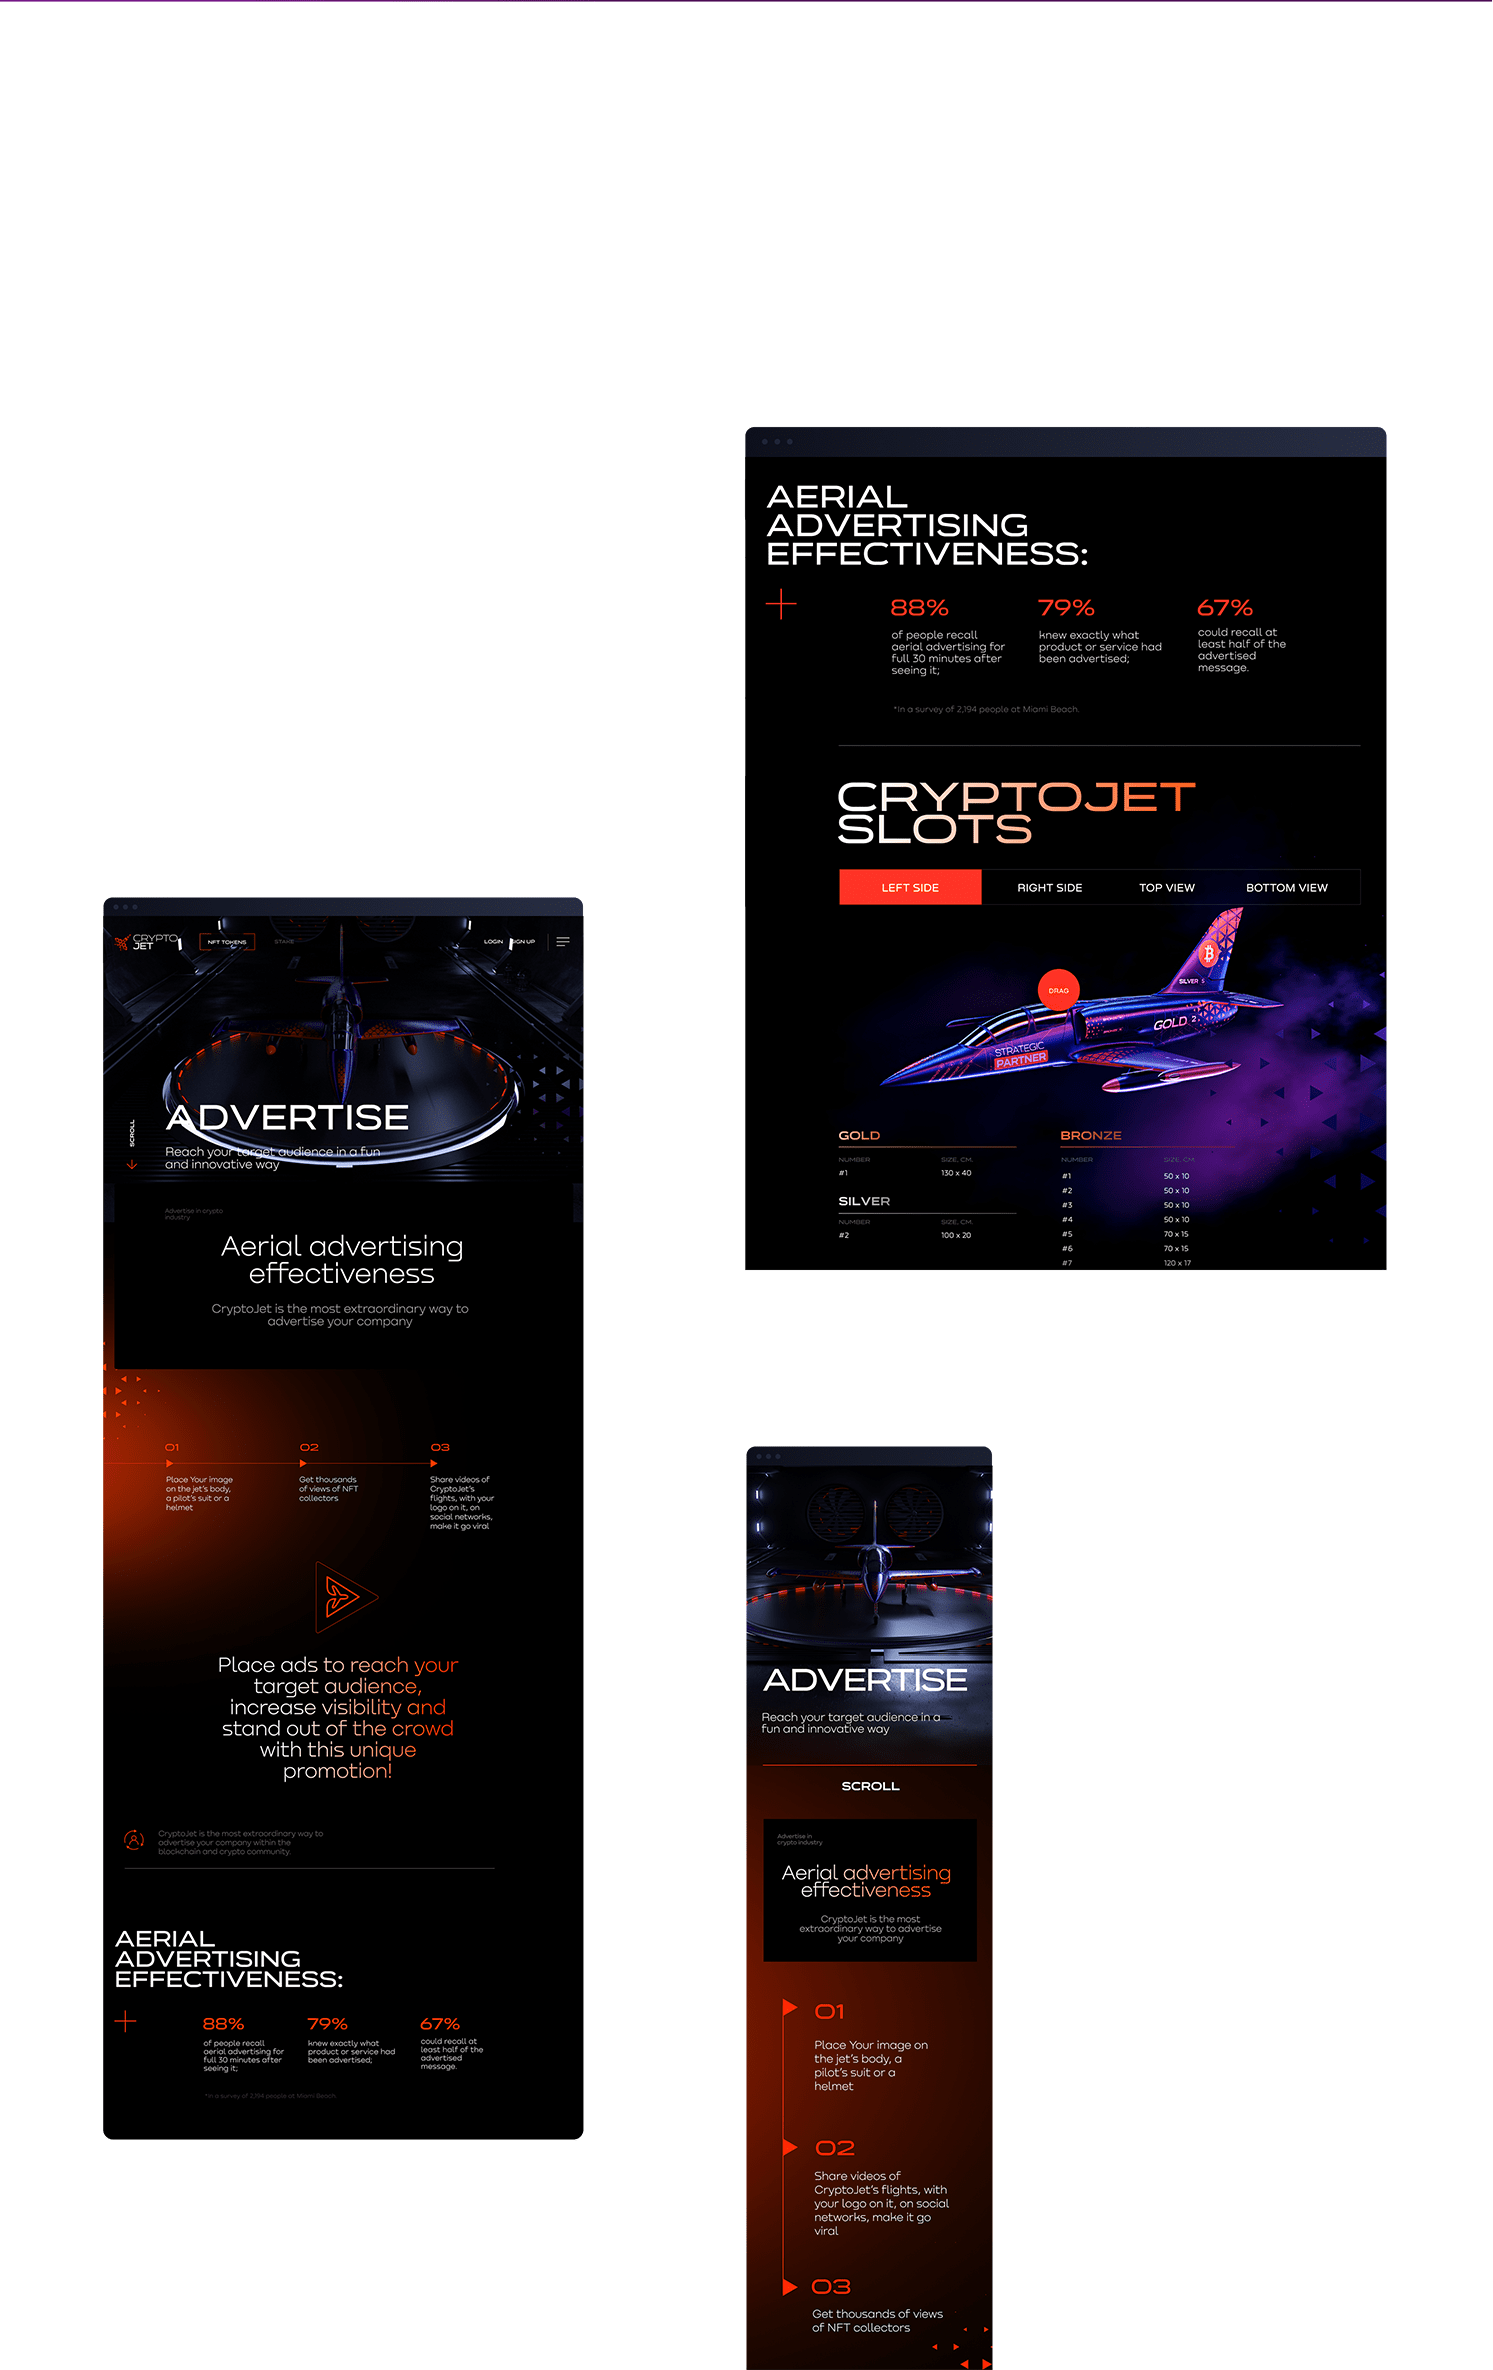 AERIAL
ADVERTISING
EFFECTIVENESS:
88%
of people recall
aerial advertising for
full 30 minutes after
seeing it;
79%
knew exactly what
product or service had
been advertised;
67%
could recall at
least half of the
advertised
message.
*In a survey of 2,194 people at Miami Beach.
CRYPTOJET
SLOTS
LEFT SIDE
RIGHT SIDE
TOP VIEW
BOTTOM VIEW
DRAG
SILVER 5
GOLD 2
STRATEGIC
PARTNER
GOLD
NUMBER SIZE, CM.
#1 130 x 40
SILVER
NUMBER SIZE, CM.
#2 100 x 20
BRONZE
NUMBER SIZE, CM
#1 50 x 10
#2 50 x 10
#3 50 x 10
#4 50 x 10
#5 70 x 15
#6 70 x 15
#7 120 x 17
CRYPTO
JET
NFT TOKENS
STAKE
LOGIN
SIGN UP
SCROLL
ADVERTISE
Reach your target audience in a fun
and innovative way
Advertise in crypto
industry
Aerial advertising
effectiveness
CryptoJet is the most extraordinary way to
advertise your company
01
Place Your image
on the jet's body,
a pilot's suit or a
helmet
02
Get thousands
of views of NFT
collectors
03
Share videos of
CryptoJet's
flights, with your
logo on it, on
social networks,
make it go viral
Place ads to reach your
target audience,
increase visibility and
stand out of the crowd
with this unique
promotion!
CryptoJet is the most extraordinary way to
advertise your company within the
blockchain and crypto community.
AERIAL
ADVERTISING
EFFECTIVENESS:
88%
of people recall
aerial advertising for
full 30 minutes after
seeing it;
79%
knew exactly what
product or service had
been advertised;
67%
could recall at
least half of the
advertised
message.
*In a survey of 2,194 people at Miami Beach
ADVERTISE
Reach your target audience in a
fun and innovative way
SCROLL
Advertise in
crypto industry
Aerial advertising
effectiveness
CryptoJet is the most
extraordinary way to advertise
your company
01
Place Your image on
the jet's body, a
pilot's suit or a
helmet
02
Share videos of
CryptoJet's flights, with
your logo on it, on social
networks, make it go
viral
03
Get thousands of views
of NFT collectors